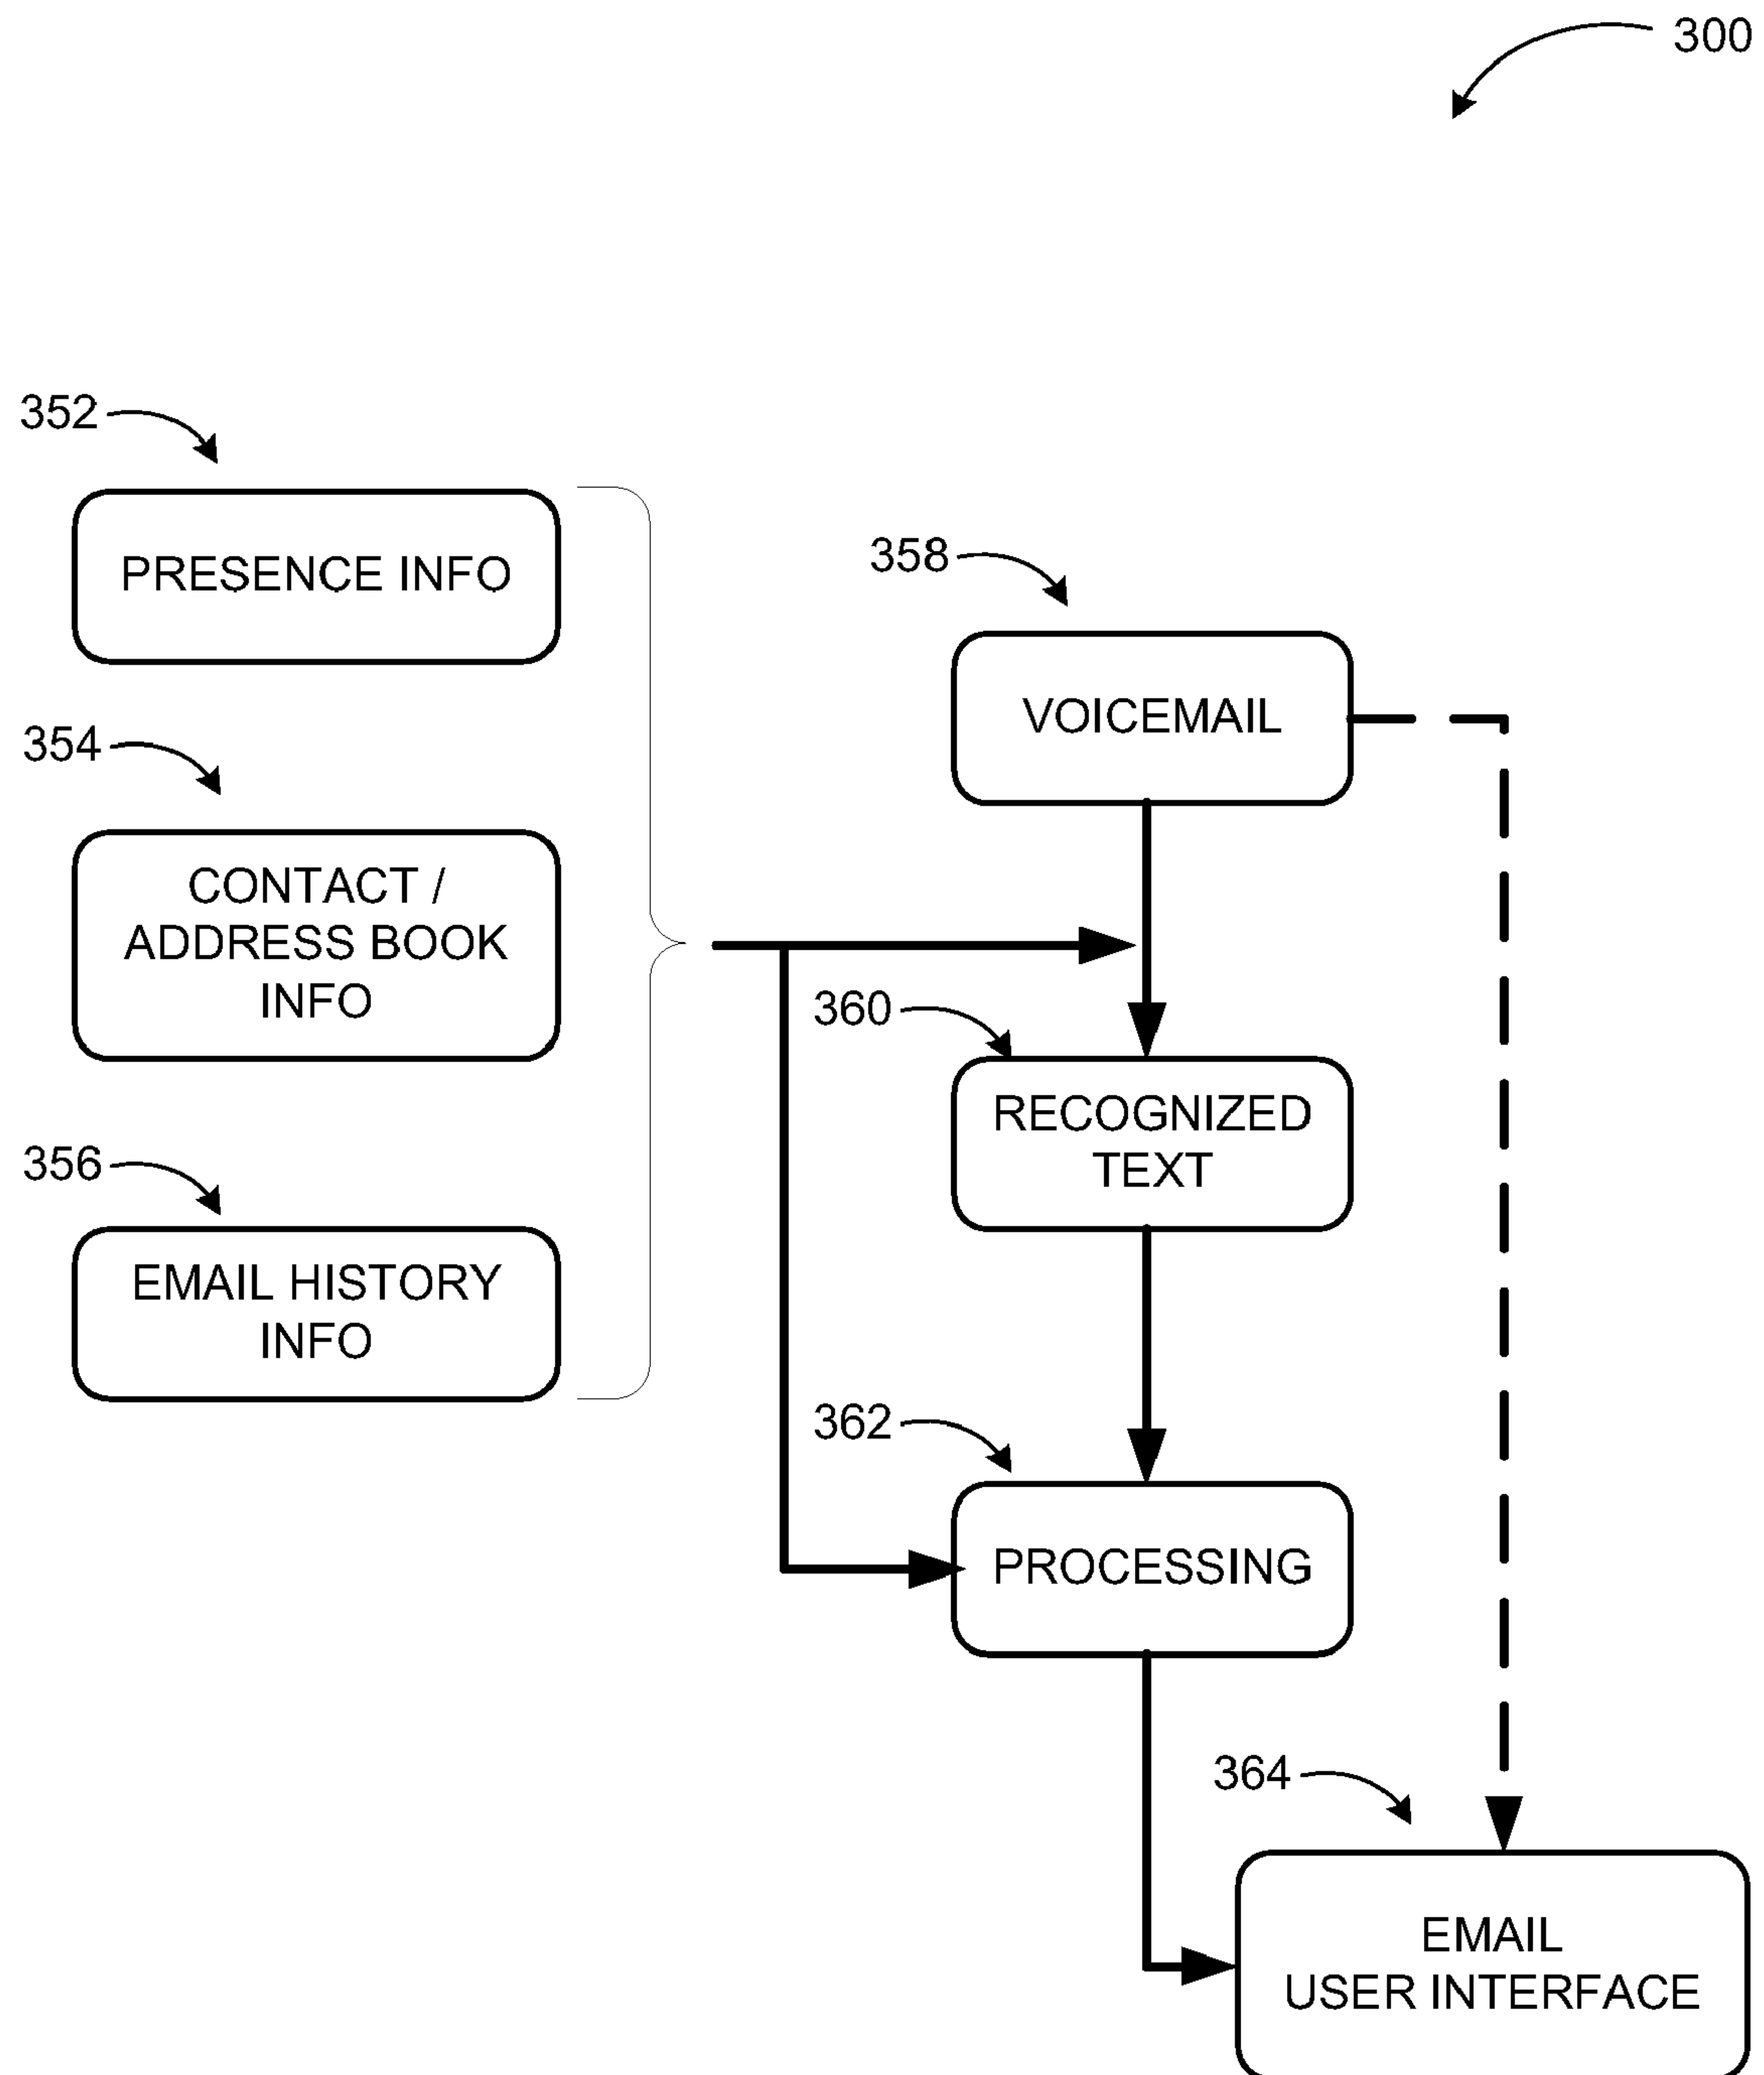 300
352
PRESENCE INFO
354
CONTACT /
ADDRESS BOOK
INFO
356
EMAIL HISTORY
INFO
358
VOICEMAIL
360
RECOGNIZED
TEXT
362
PROCESSING
364
EMAIL
USER INTERFACE